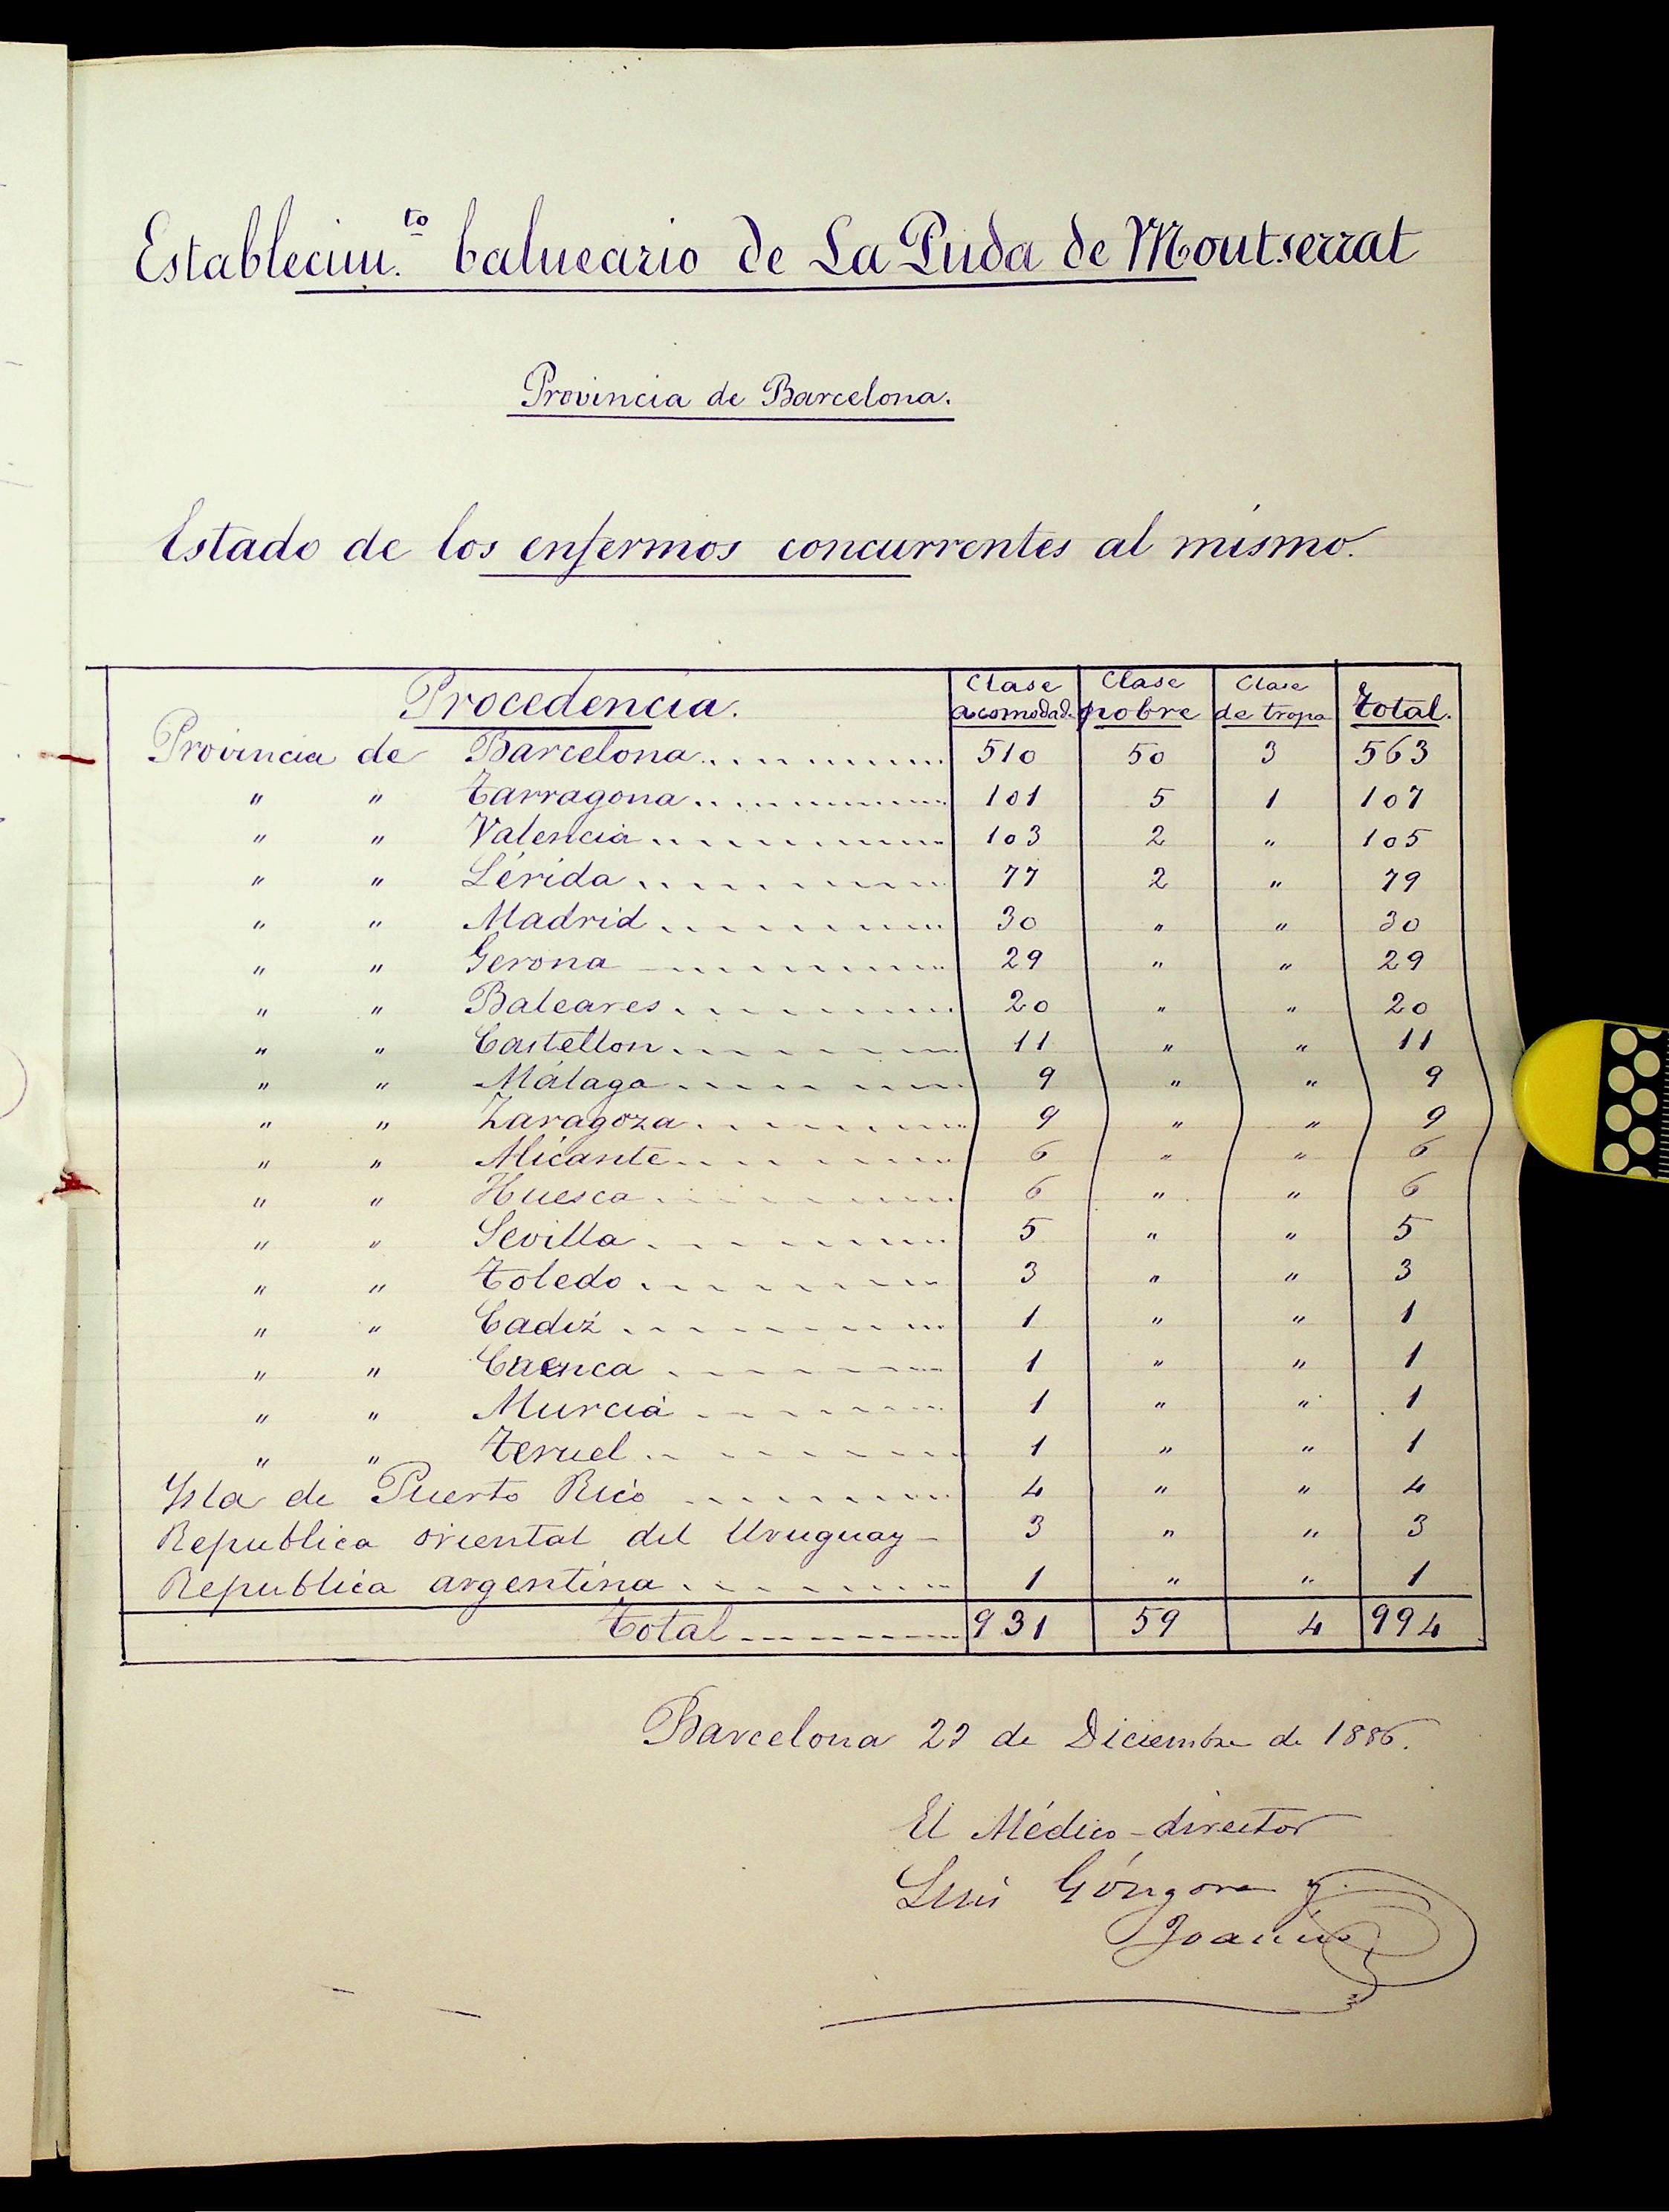 Establecim.to balneario de La Puda de Montserrat
Provincia de Barcelona.
Estado de los enfermos concurrentes al mismo.
Procedencia. Clase acomodad. Clase pobre Clase de tropa Total.
Provincia de Barcelona 510 50 3 563
" " Tarragona 101 5 1 107
" " Valencia 103 2 " 105
" " Lérida 77 2 " 79
" " Madrid 30 " " 30
" " Gerona 29 " " 29
" " Baleares 20 " " 20
" " Castellon 11 " " 11
" " Málaga 9 " " 9
" " Zaragoza 9 " " 9
" " Alicante 6 " " 6
" " Huesca 6 " " 6
" " Sevilla 5 " " 5
" " Toledo 3 " " 3
" " Cadiz 1 " " 1
" " Cuenca 1 " " 1
" " Murcia 1 " " 1
" " Teruel 1 " " 1
Isla de Puerto Rico 4 " " 4
Republica oriental del Uruguay 3 " " 3
Republica argentina 1 " " 1
Total 931 59 4 994
Barcelona de Diciembre de 1886.
El Médico-director
Luis Góngora y
Joanico